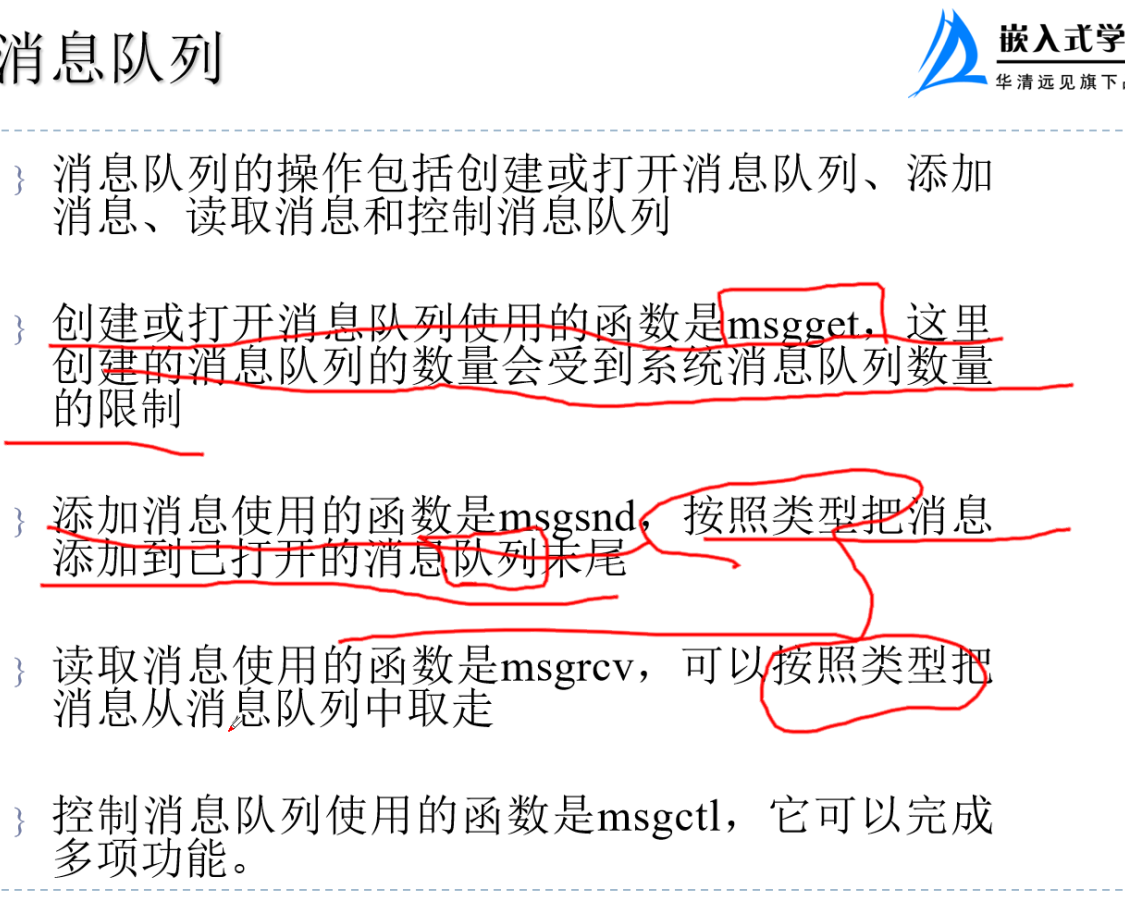 消息队列
嵌入式学
华清远见旗下
} 消息队列的操作包括创建或打开消息队列、添加
消息、读取消息和控制消息队列
} 创建或打开消息队列使用的函数是msgget，这里
创建的消息队列的数量会受到系统消息队列数量
的限制
} 添加消息使用的函数是msgsnd，按照类型把消息
添加到已打开的消息队列末尾
} 读取消息使用的函数是msgrcv，可以按照类型把
消息从消息队列中取走
} 控制消息队列使用的函数是msgctl，它可以完成
多项功能。